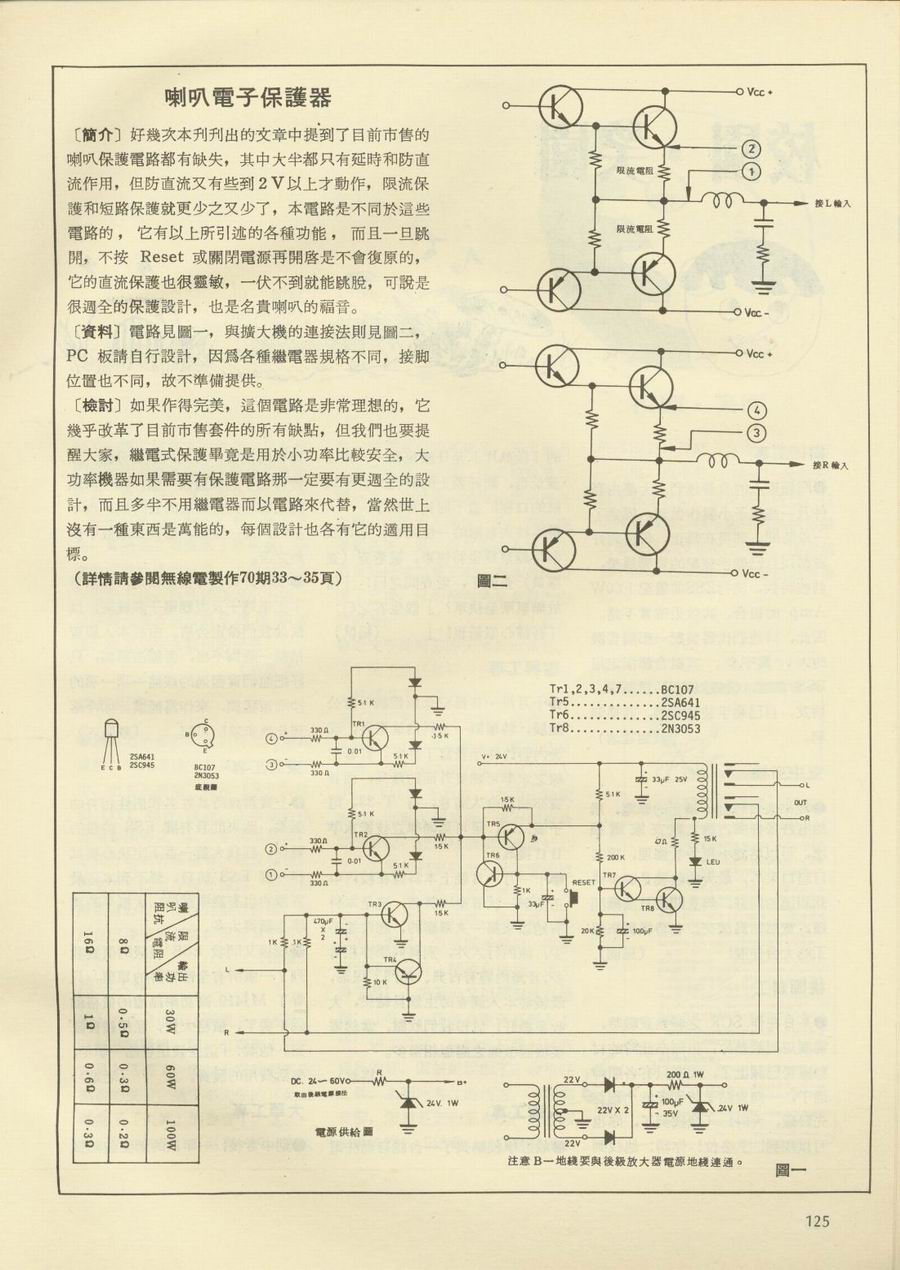 喇叭電子保護器
〔簡介〕好幾次本刋刋出的文章中提到了目前市售的
喇叭保護電路都有缺失，其中大半都只有延時和防直
流作用，但防直流又有些到2V以上才動作，限流保
護和短路保護就更少之又少了，本電路是不同於這些
電路的，它有以上所引述的各種功能，而且一旦跳
開，不按 Reset 或關閉電源再開啓是不會復原的，
它的直流保護也很靈敏，一伏不到就能跳脫，可說是
很週全的保護設計，也是名貴喇叭的福音。
〔資料〕電路見圖一，與擴大機的連接法則見圖二，
PC 板請自行設計，因爲各種繼電器規格不同，接脚
位置也不同，故不準備提供。
〔檢討〕如果作得完美，這個電路是非常理想的，它
幾乎改革了目前市售套件的所有缺點，但我們也要提
醒大家，繼電式保護畢竟是用於小功率比較安全，大
功率機器如果需要有保護電路那一定要有更週全的設
計，而且多半不用繼電器而以電路來代替，當然世上
沒有一種東西是萬能的，每個設計也各有它的適用目
標。
（詳情請參閱無線電製作70期33～35頁）
Vcc +
②
限流電阻
①
接L輸入
限流電阻
Vcc -
Vcc +
④
③
接R輸入
Vcc -
圖二
Tr1,2,3,4,7......BC107
Tr5.............2SA641
Tr6.............2SC945
Tr8.............2N3053
E C B
2SA641
2SC945
C
B
E
BC107
2N3053
底視圖
51K
330Ω
TR1
15K
④
0.01
51K
③
330Ω
51K
330Ω
TR2
15K
②
0.01
51K
①
330Ω
TR3
15K
470μF
X
2
1K
1K
TR4
10K
L
R
V+ 24V
15K
TR5
TR6
1K
33μF
RESET
51K
33μF 25V
200K
47Ω
15K
LED
TR7
TR8
20K
100μF
L
OUT
R
喇叭阻抗
限流電阻
輸出功率
30W
60W
100W
8Ω
0.5Ω
0.3Ω
0.2Ω
16Ω
1Ω
0.6Ω
0.3Ω
DC. 24～60V
R
B+
取自後級電源接出
24V. 1W
電源供給圖
22V
22V X 2
22V
200Ω 1W
100μF
35V
24V 1W
注意B－地綫要與後級放大器電源地綫連通。
圖一
125